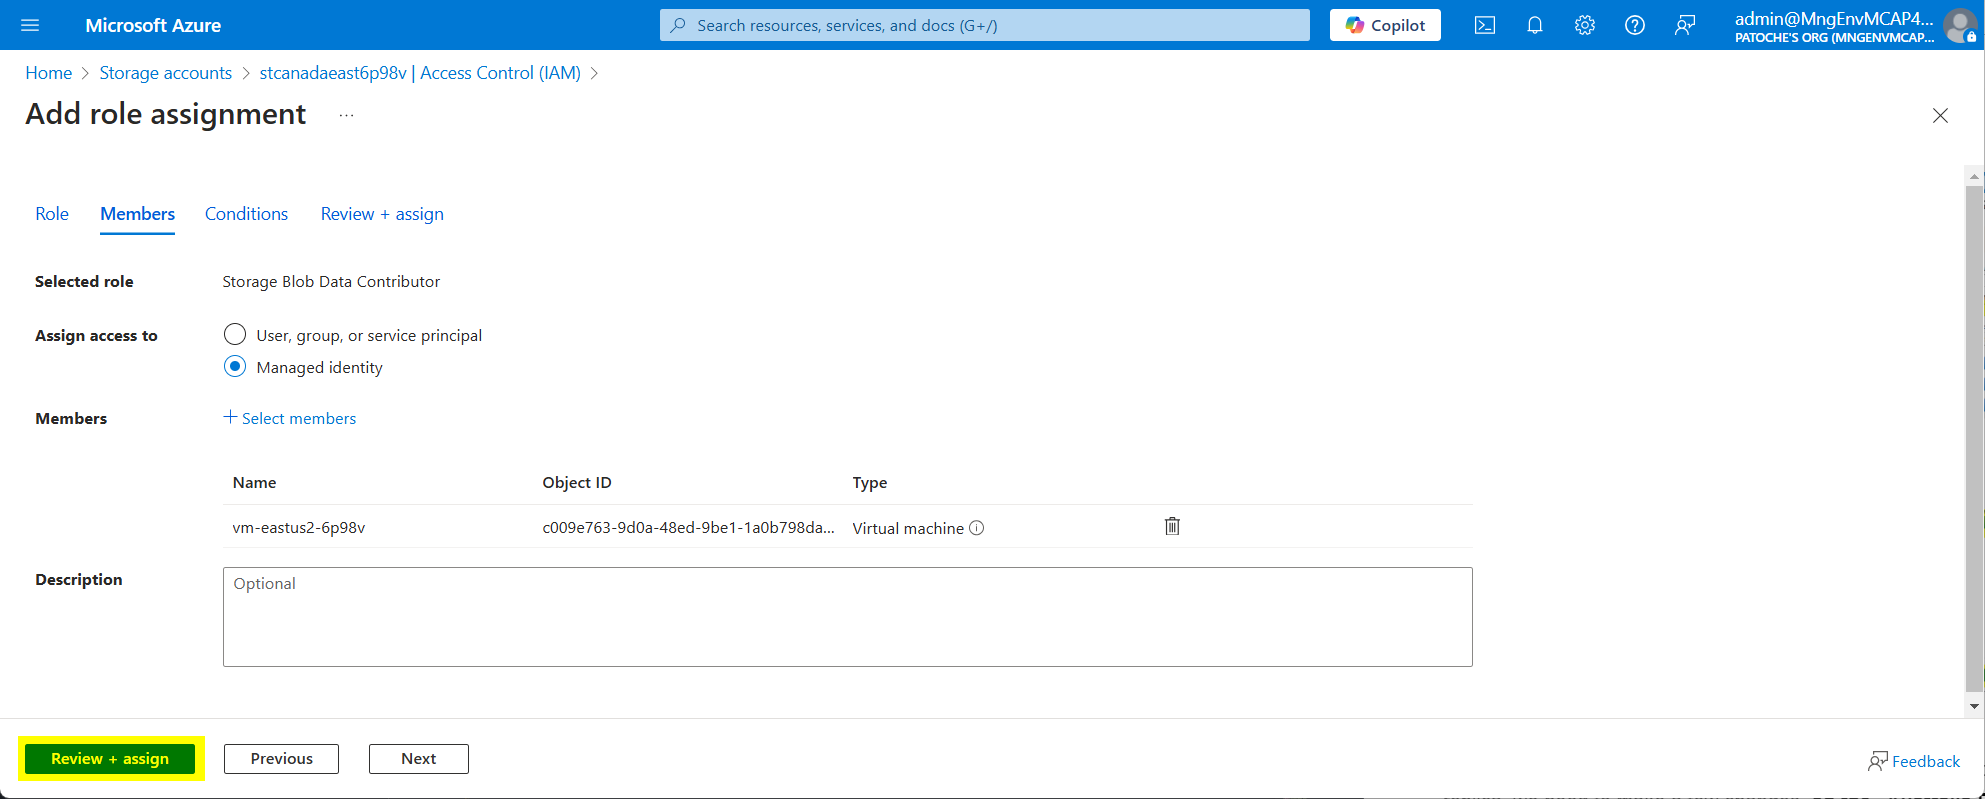 Microsoft Azure
Search resources, services, and docs (G+/)
Copilot
admin@MngEnvMCAP4...
PATOCHE'S ORG (MNGENVMCAP...
Home > Storage accounts > stcanadaeast6p98v | Access Control (IAM) >
Add role assignment ...
Role Members Conditions Review + assign
Selected role Storage Blob Data Contributor
Assign access to User, group, or service principal
Managed identity
Members + Select members
Name Object ID Type
vm-eastus2-6p98v c009e763-9d0a-48ed-9be1-1a0b798da... Virtual machine
Description Optional
Review + assign Previous Next
Feedback